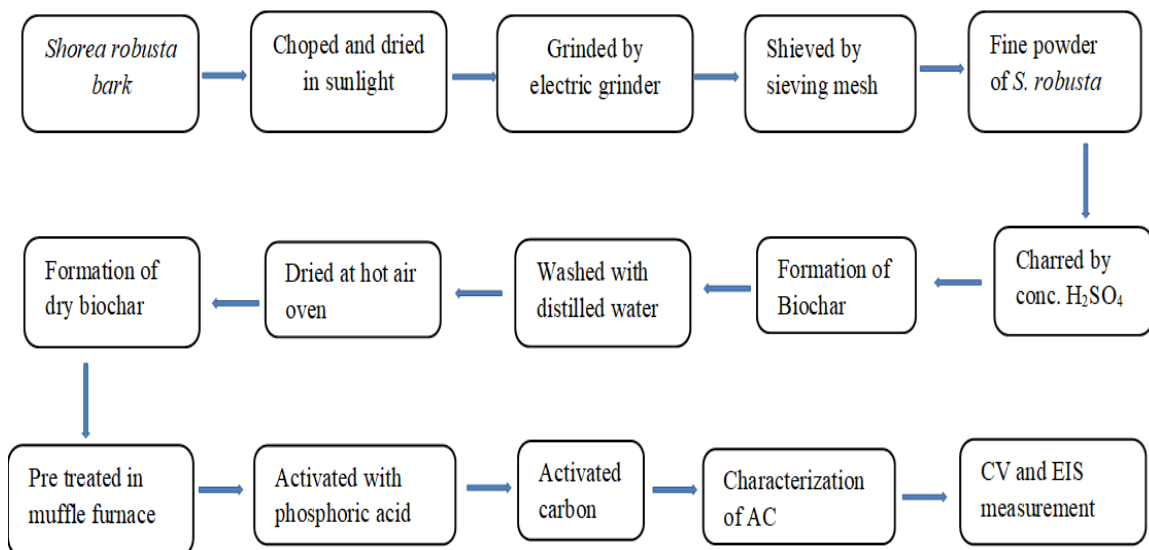 Shorea robusta
bark
Choped and dried
in sunlight
Grinded by
electric grinder
Shieved by
sieving mesh
Fine powder
of S. robusta
Formation of
dry biochar
Dried at hot air
oven
Washed with
distilled water
Formation of
Biochar
Charred by
conc. H₂SO₄
Pre treated in
muffle furnace
Activated with
phosphoric acid
Activated
carbon
Characterization
of AC
CV and EIS
measurement